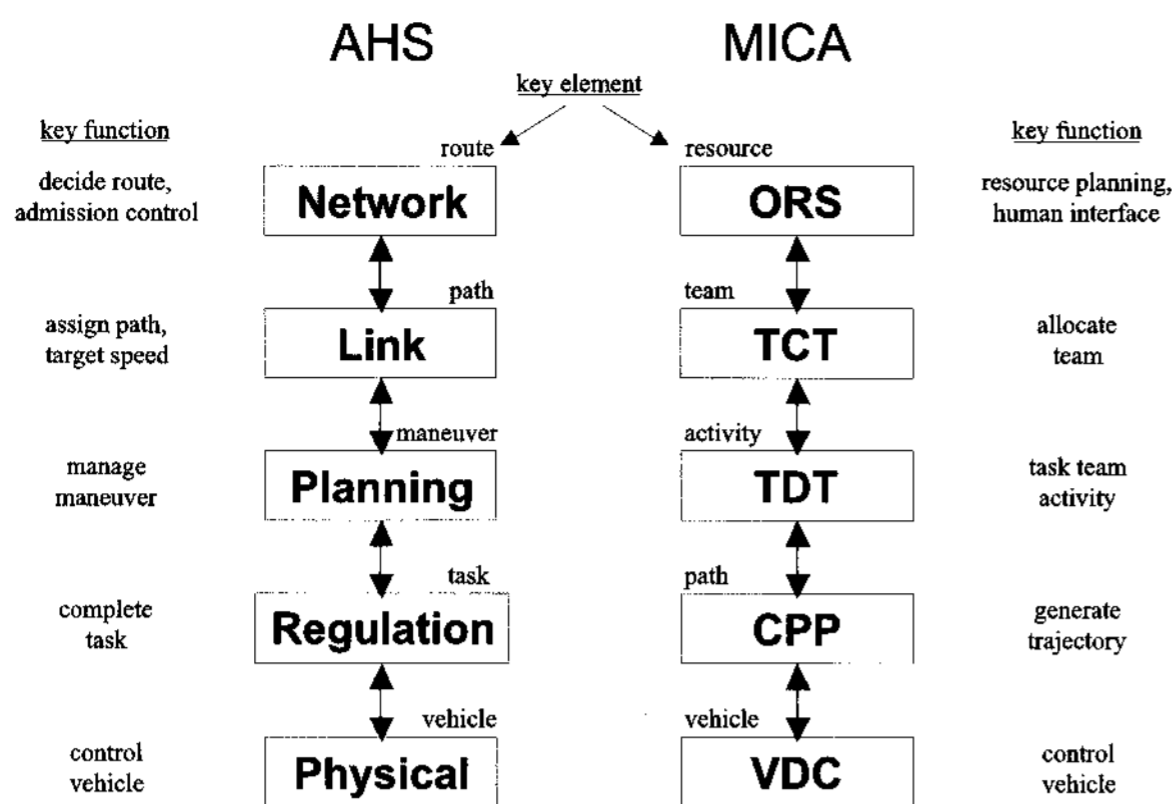 AHS
MICA
key element
key function
key function
route
resource
decide route,
admission control
Network
ORS
resource planning,
human interface
path
team
assign path,
target speed
Link
TCT
allocate
team
maneuver
activity
manage
maneuver
Planning
TDT
task team
activity
task
path
complete
task
Regulation
CPP
generate
trajectory
vehicle
vehicle
control
vehicle
Physical
VDC
control
vehicle